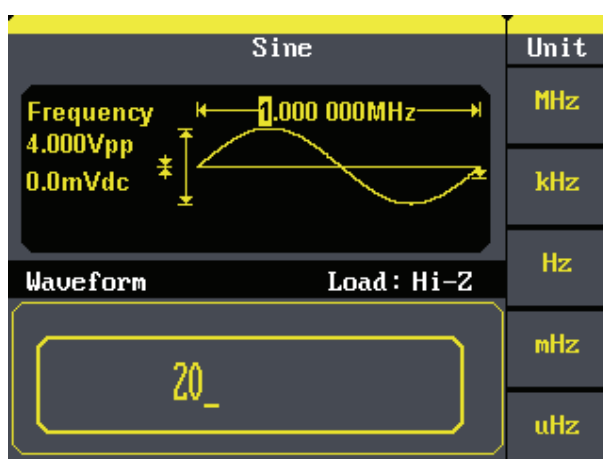 Sine
Frequency 1.000 000MHz
4.000Vpp
0.0mVdc
Waveform Load: Hi-Z
20_
Unit
MHz
kHz
Hz
mHz
uHz